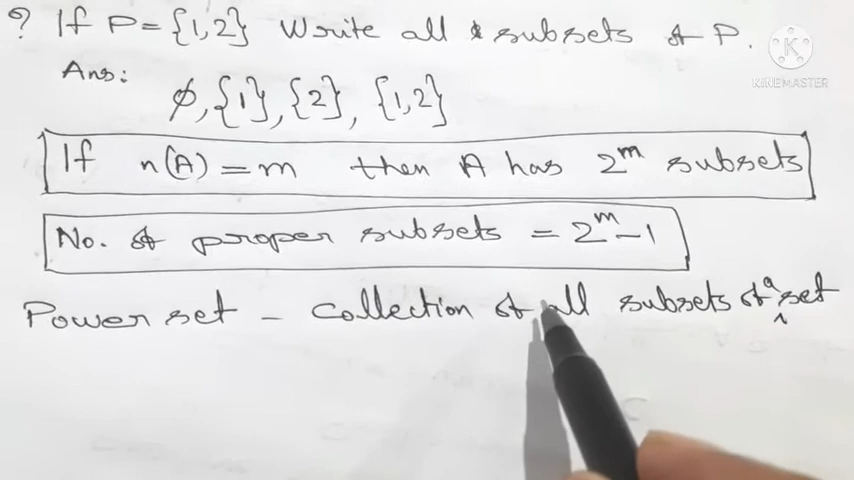 ? If P = {1,2} Write all subsets of P.
Ans:
ϕ, {1}, {2}, {1,2}
If n(A) = m then A has 2^m subsets
No. of proper subsets = 2^m - 1
Power set - collection of all subsets of a set
K
KINEMASTER